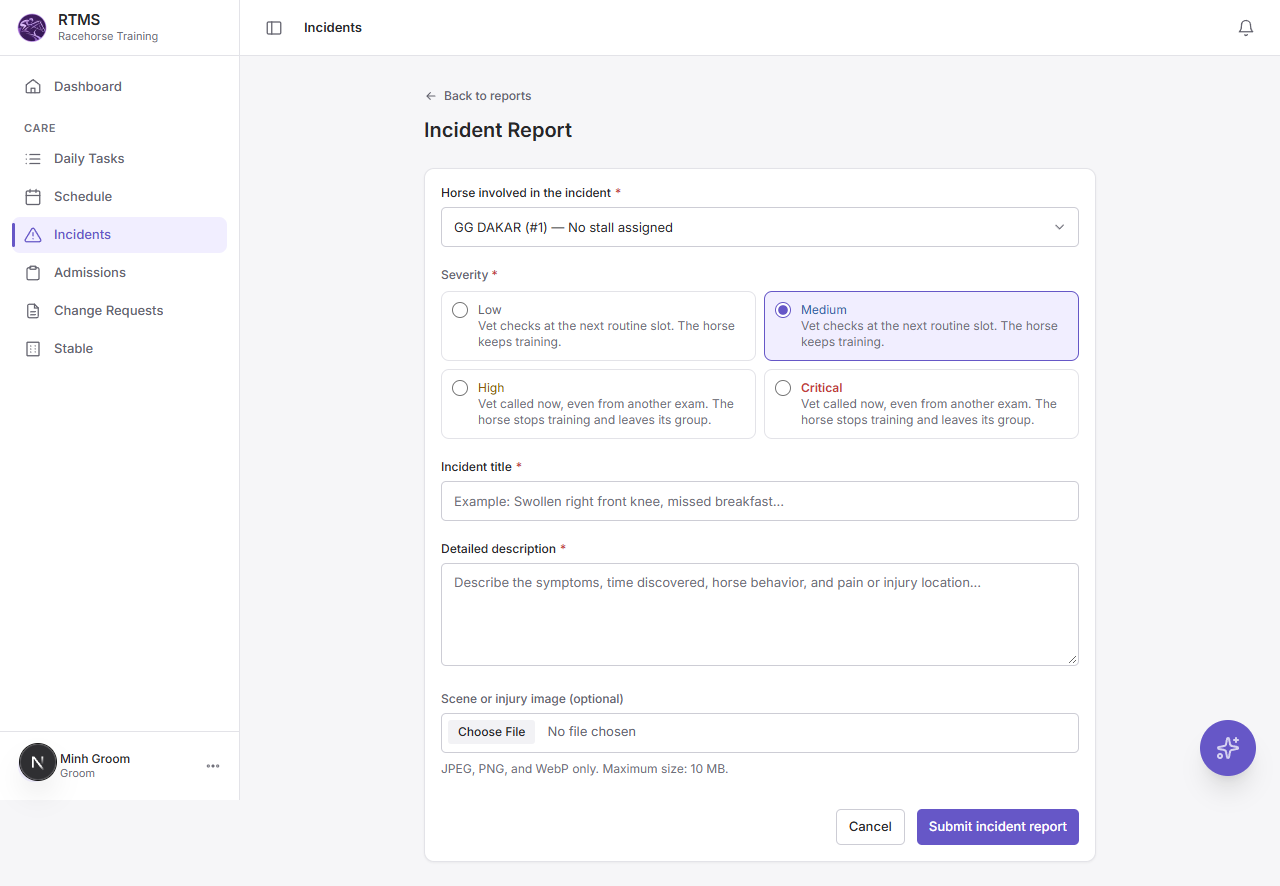 RTMS
Racehorse Training
Incidents
Dashboard
CARE
Daily Tasks
Schedule
Incidents
Admissions
Change Requests
Stable
N
Minh Groom
Groom
Back to reports
Incident Report
Horse involved in the incident *
GG DAKAR (#1) — No stall assigned
Severity *
Low
Vet checks at the next routine slot. The horse
keeps training.
Medium
Vet checks at the next routine slot. The horse
keeps training.
High
Vet called now, even from another exam. The
horse stops training and leaves its group.
Critical
Vet called now, even from another exam. The
horse stops training and leaves its group.
Incident title *
Example: Swollen right front knee, missed breakfast...
Detailed description *
Describe the symptoms, time discovered, horse behavior, and pain or injury location...
Scene or injury image (optional)
Choose File No file chosen
JPEG, PNG, and WebP only. Maximum size: 10 MB.
Cancel
Submit incident report